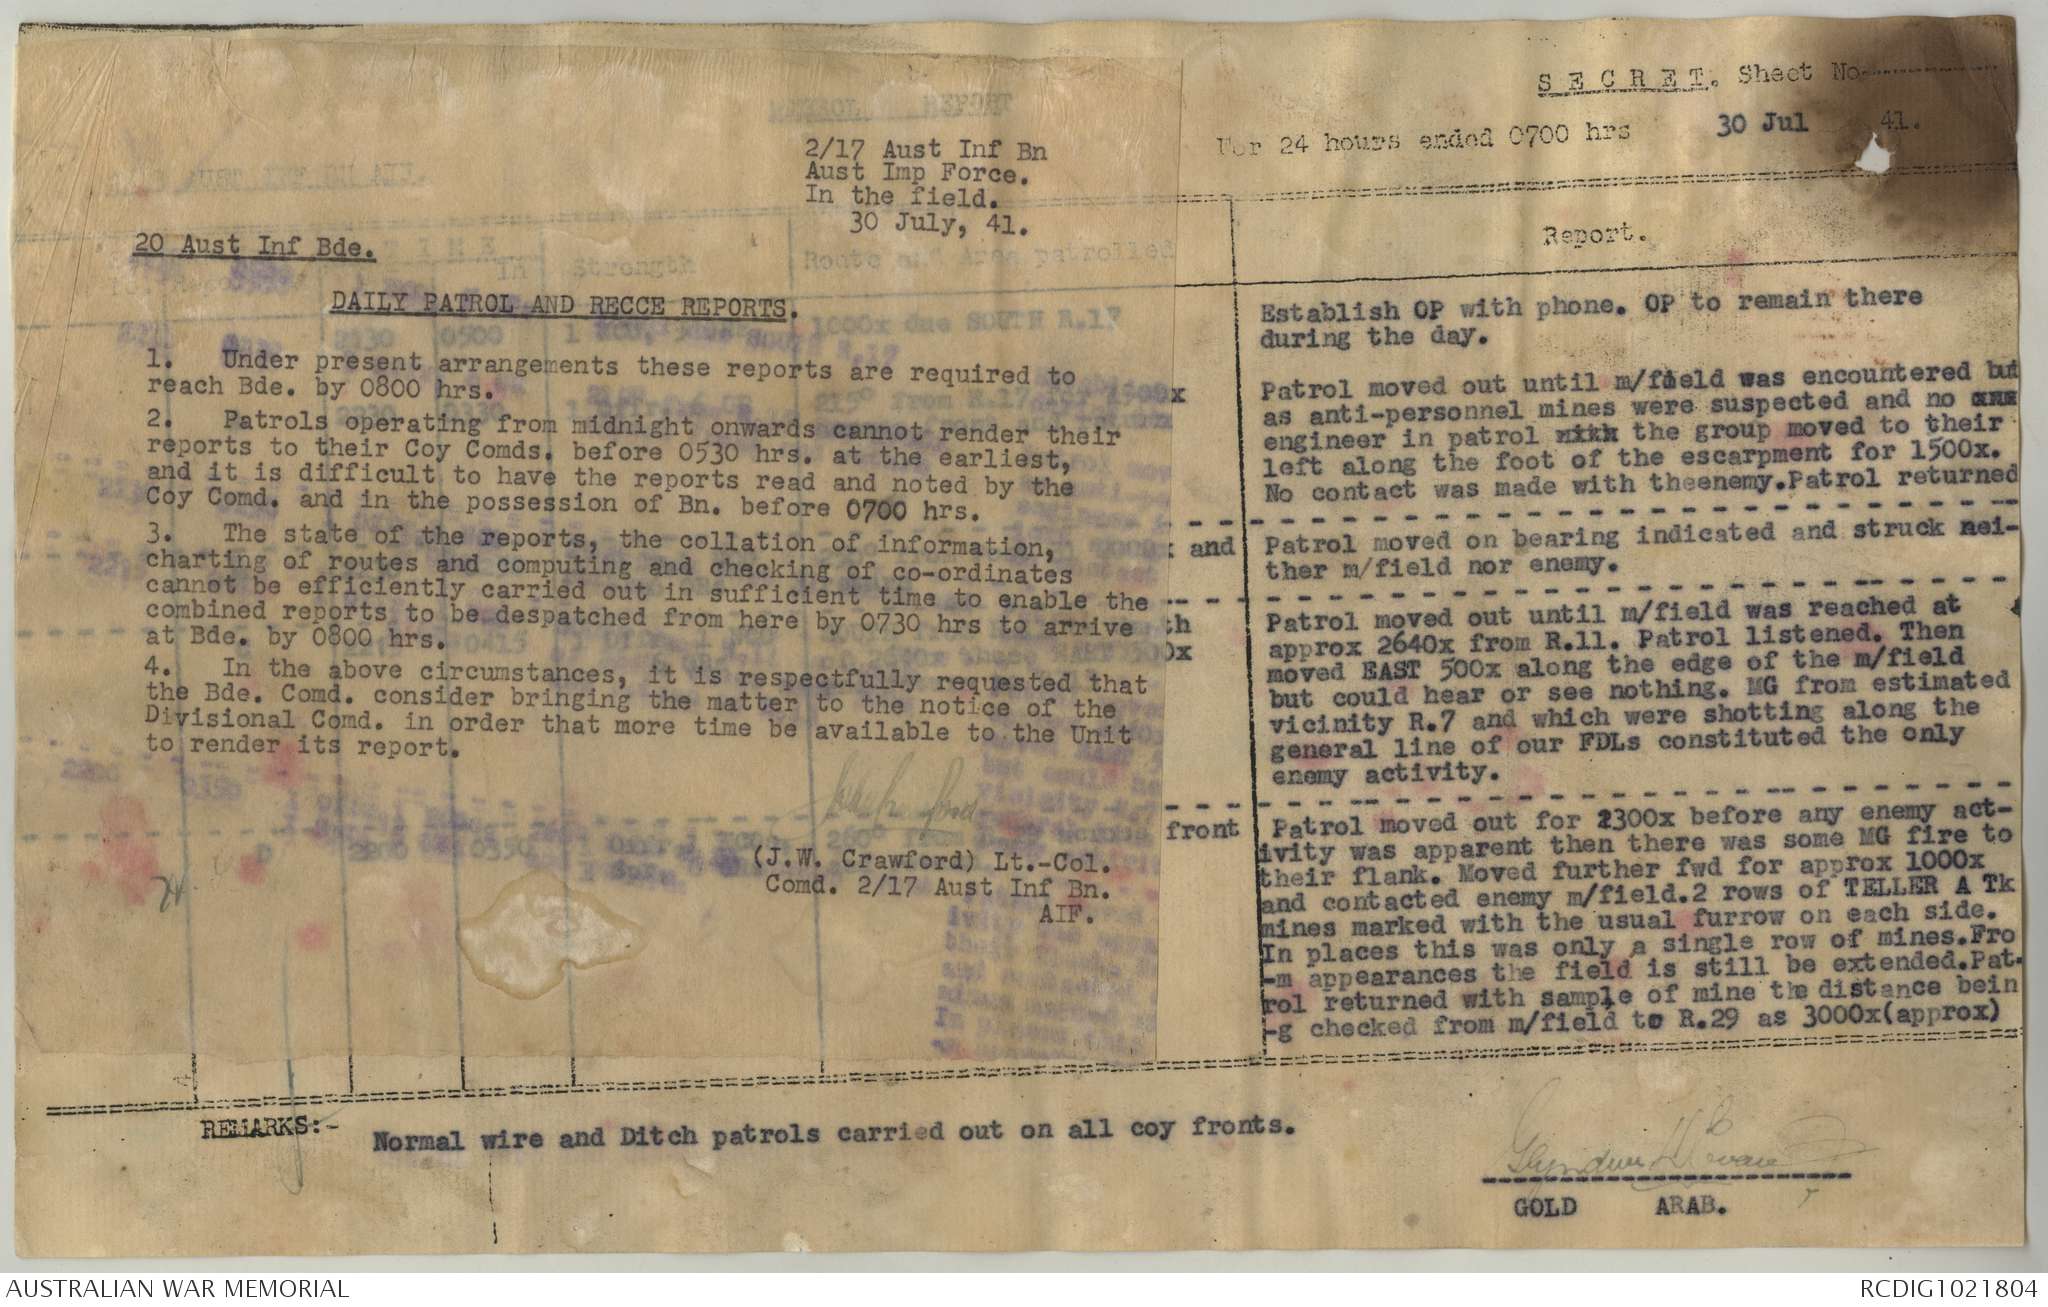 2/17 Aust Inf Bn
Aust Imp Force.
In the field.
30 July, 41.
20 Aust Inf Bde.
DAILY PATROL AND RECCE REPORTS.
1. Under present arrangements these reports are required to
reach Bde. by 0800 hrs.
2. Patrols operating from midnight onwards cannot render their
reports to their Coy Comds. before 0530 hrs. at the earliest,
and it is difficult to have the reports read and noted by the
Coy Comd. and in the possession of Bn. before 0700 hrs.
3. The state of the reports, the collation of information,
charting of routes and computing and checking of co-ordinates
cannot be efficiently carried out in sufficient time to enable the
combined reports to be despatched from here by 0730 hrs to arrive
at Bde. by 0800 hrs.
4. In the above circumstances, it is respectfully requested that
the Bde. Comd. consider bringing the matter to the notice of the
Divisional Comd. in order that more time be available to the Unit
to render its report.
(J.W. Crawford) Lt.-Col.
Comd. 2/17 Aust Inf Bn.
AIF.
SECRET. Sheet No
For 24 hours ended 0700 hrs 30 Jul 41.
Strength Route and Area patrolled Report.
1000x due SOUTH R.17
Establish OP with phone. OP to remain there
during the day.
Patrol moved out until m/field was encountered but
as anti-personnel mines were suspected and no
engineer in patrol the group moved to their
left along the foot of the escarpment for 1500x.
No contact was made with theenemy.Patrol returned
x and
Patrol moved on bearing indicated and struck nei-
ther m/field nor enemy.
Patrol moved out until m/field was reached at
approx 2640x from R.11. Patrol listened. Then
moved EAST 500x along the edge of the m/field
but could hear or see nothing. MG from estimated
vicinity R.7 and which were shotting along the
general line of our FDLs constituted the only
enemy activity.
front
Patrol moved out for 2300x before any enemy act-
ivity was apparent then there was some MG fire to
their flank. Moved further fwd for approx 1000x
and contacted enemy m/field.2 rows of TELLER A Tk
mines marked with the usual furrow on each side.
In places this was only a single row of mines.Fro
-m appearances the field is still be extended.Pat-
rol returned with sample of mine the distance bein
-g checked from m/field to R.29 as 3000x(approx)
REMARKS:- Normal wire and Ditch patrols carried out on all coy fronts.
GOLD ARAB.
AUSTRALIAN WAR MEMORIAL
RCDIG1021804